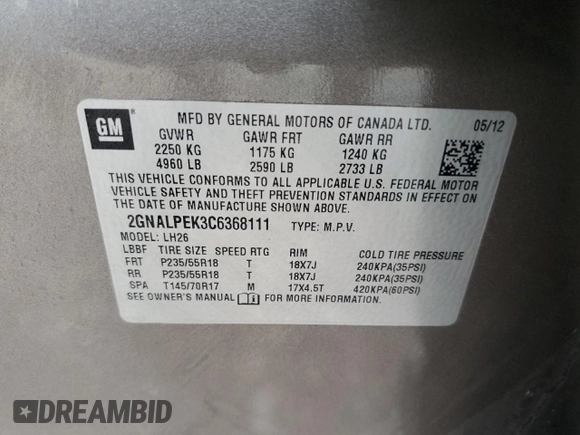 GM
MFD BY GENERAL MOTORS OF CANADA LTD. 05/12
GVWR GAWR FRT GAWR RR
2250 KG 1175 KG 1240 KG
4960 LB 2590 LB 2733 LB
THIS VEHICLE CONFORMS TO ALL APPLICABLE U.S. FEDERAL MOTOR
VEHICLE SAFETY AND THEFT PREVENTION STANDARDS IN EFFECT ON
THE DATE OF MANUFACTURE SHOWN ABOVE.
2GNALPEK3C6368111 TYPE: M.P.V.
MODEL: LH26
LBBF TIRE SIZE SPEED RTG RIM COLD TIRE PRESSURE
FRT P235/55R18 T 18X7J 240KPA(35PSI)
RR P235/55R18 T 18X7J 240KPA(35PSI)
SPA T145/70R17 M 17X4.5T 420KPA(60PSI)
SEE OWNER'S MANUAL FOR MORE INFORMATION
DREAMBID